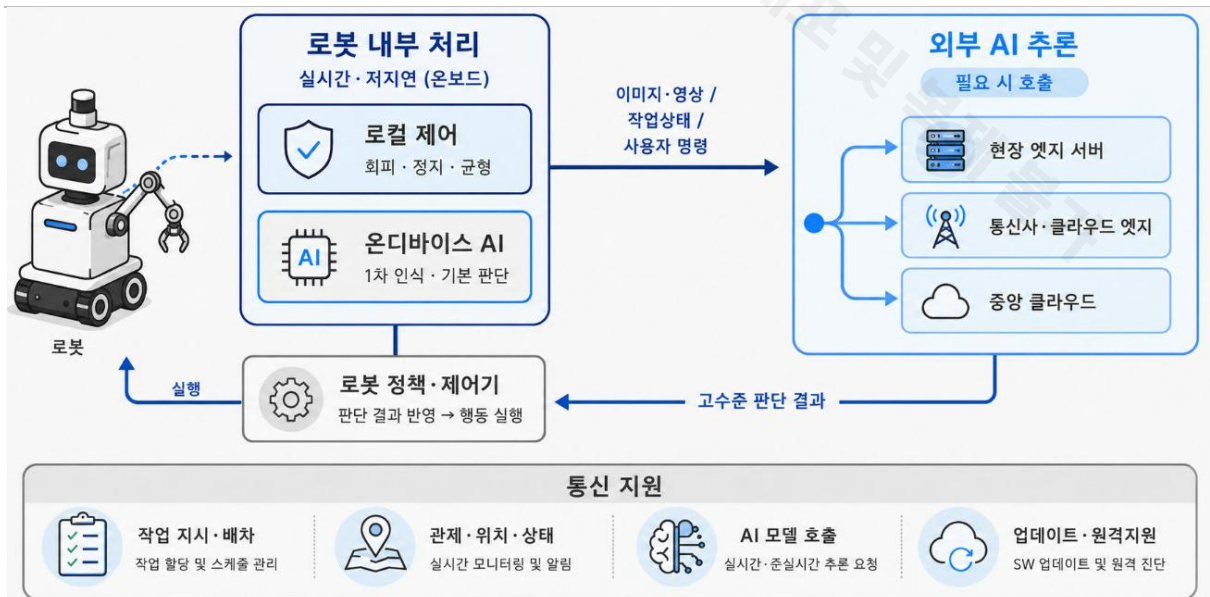 로봇 내부 처리
실시간·저지연 (온보드)
로컬 제어
회피 · 정지 · 균형
AI
온디바이스 AI
1차 인식 · 기본 판단
로봇
이미지·영상 /
작업상태 /
사용자 명령
외부 AI 추론
필요 시 호출
현장 엣지 서버
통신사·클라우드 엣지
중앙 클라우드
실행
로봇 정책·제어기
판단 결과 반영 → 행동 실행
고수준 판단 결과
통신 지원
작업 지시·배차
작업 할당 및 스케줄 관리
관제·위치·상태
실시간 모니터링 및 알림
AI 모델 호출
실시간·준실시간 추론 요청
업데이트·원격지원
SW 업데이트 및 원격 진단